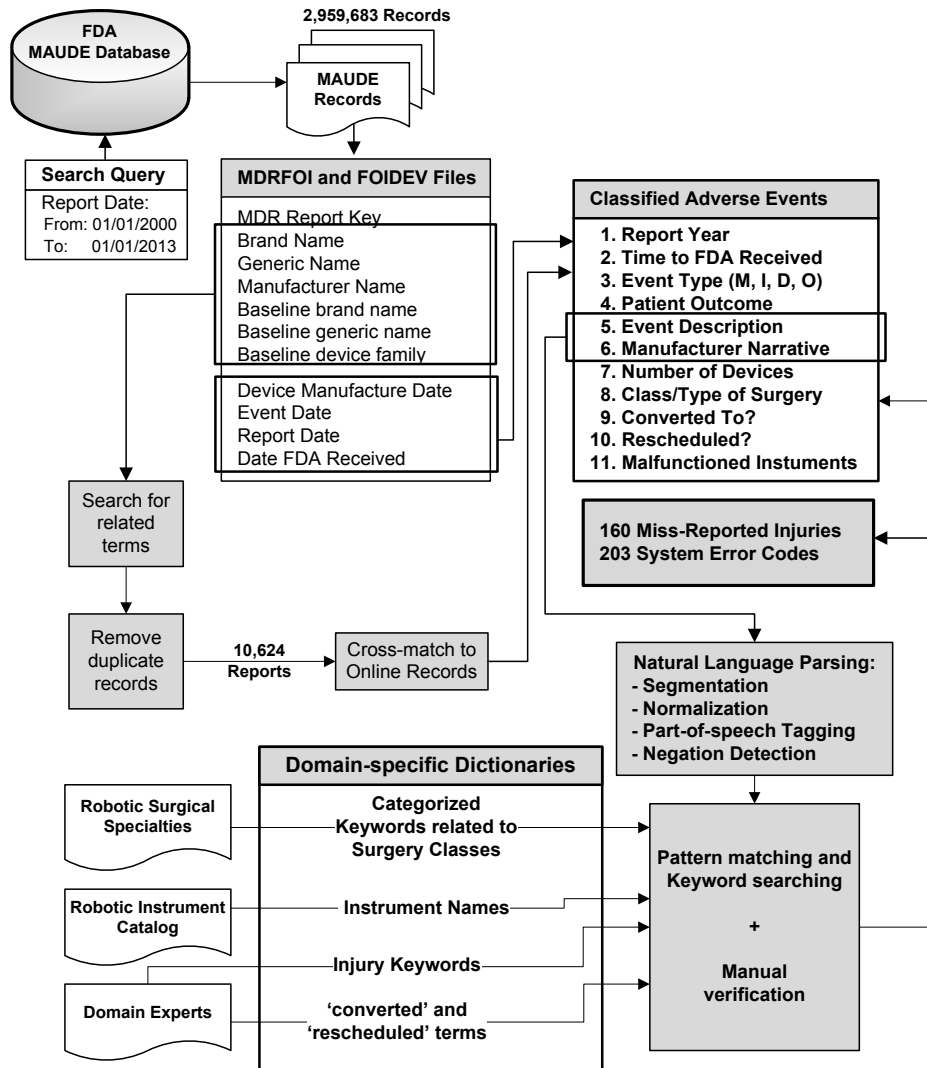 FDA
MAUDE Database
2,959,683 Records
MAUDE
Records
Search Query
Report Date:
From: 01/01/2000
To: 01/01/2013
MDRFOI and FOIDEV Files
MDR Report Key
Brand Name
Generic Name
Manufacturer Name
Baseline brand name
Baseline generic name
Baseline device family
Device Manufacture Date
Event Date
Report Date
Date FDA Received
Classified Adverse Events
1. Report Year
2. Time to FDA Received
3. Event Type (M, I, D, O)
4. Patient Outcome
5. Event Description
6. Manufacturer Narrative
7. Number of Devices
8. Class/Type of Surgery
9. Converted To?
10. Rescheduled?
11. Malfunctioned Instuments
160 Miss-Reported Injuries
203 System Error Codes
Search for
related
terms
Remove
duplicate
records
10,624
Reports
Cross-match to
Online Records
Natural Language Parsing:
- Segmentation
- Normalization
- Part-of-speech Tagging
- Negation Detection
Domain-specific Dictionaries
Robotic Surgical
Specialties
Categorized
Keywords related to
Surgery Classes
Robotic Instrument
Catalog
Instrument Names
Injury Keywords
Domain Experts
‘converted’ and
‘rescheduled’ terms
Pattern matching and
Keyword searching
+
Manual
verification